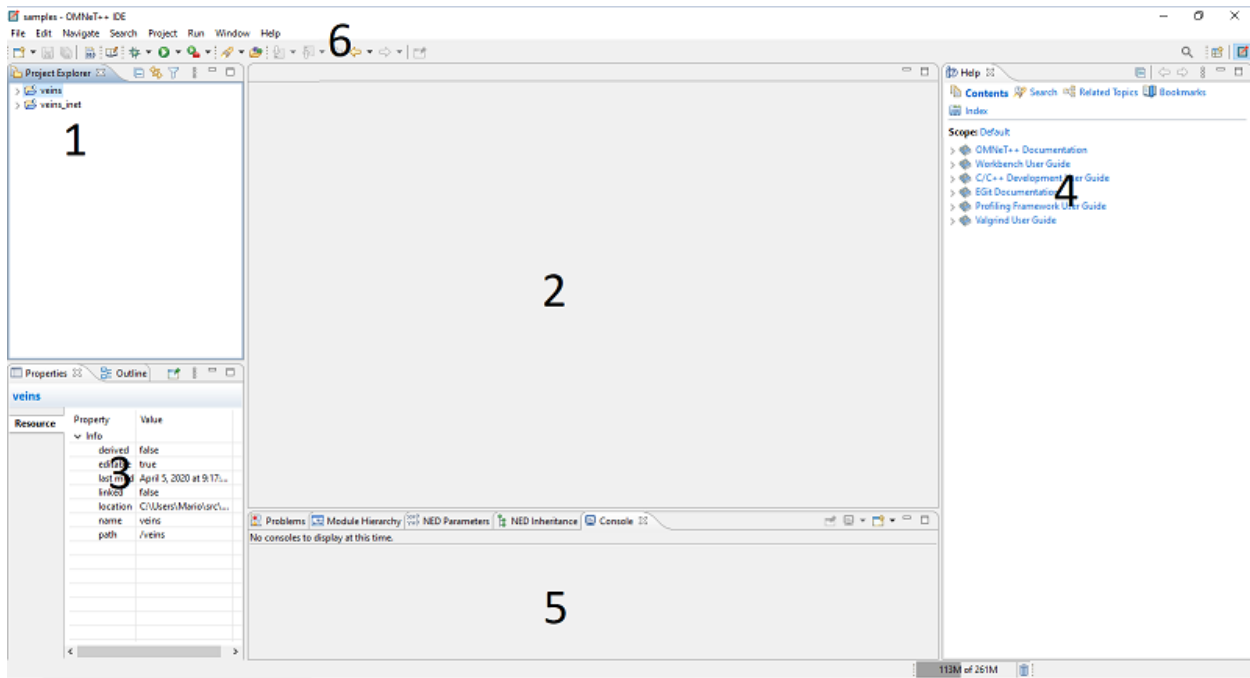 samples - OMNeT++ IDE
File Edit Navigate Search Project Run Window Help
6
Project Explorer
veins
veins_inet
1
Properties Outline
veins
Resource
Property Value
Info
derived false
editable true
last mod April 5, 2020 at 9:17:...
linked false
location C:\Users\Mario\src\...
name veins
path /veins
3
2
Problems Module Hierarchy NED Parameters NED Inheritance Console
No consoles to display at this time.
5
Help
Contents Search Related Topics Bookmarks
Index
Scope: Default
OMNeT++ Documentation
Workbench User Guide
C/C++ Development User Guide
EGit Documentation
Profiling Framework User Guide
Valgrind User Guide
4
113M of 261M